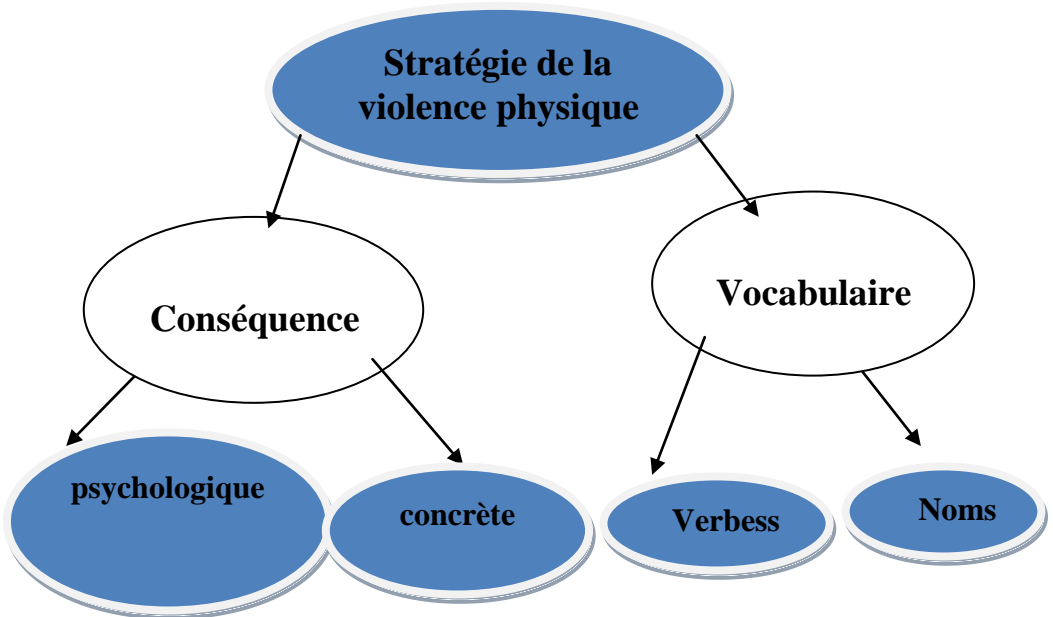 Stratégie de la
violence physique
Conséquence
Vocabulaire
psychologique
concrète
Verbess
Noms